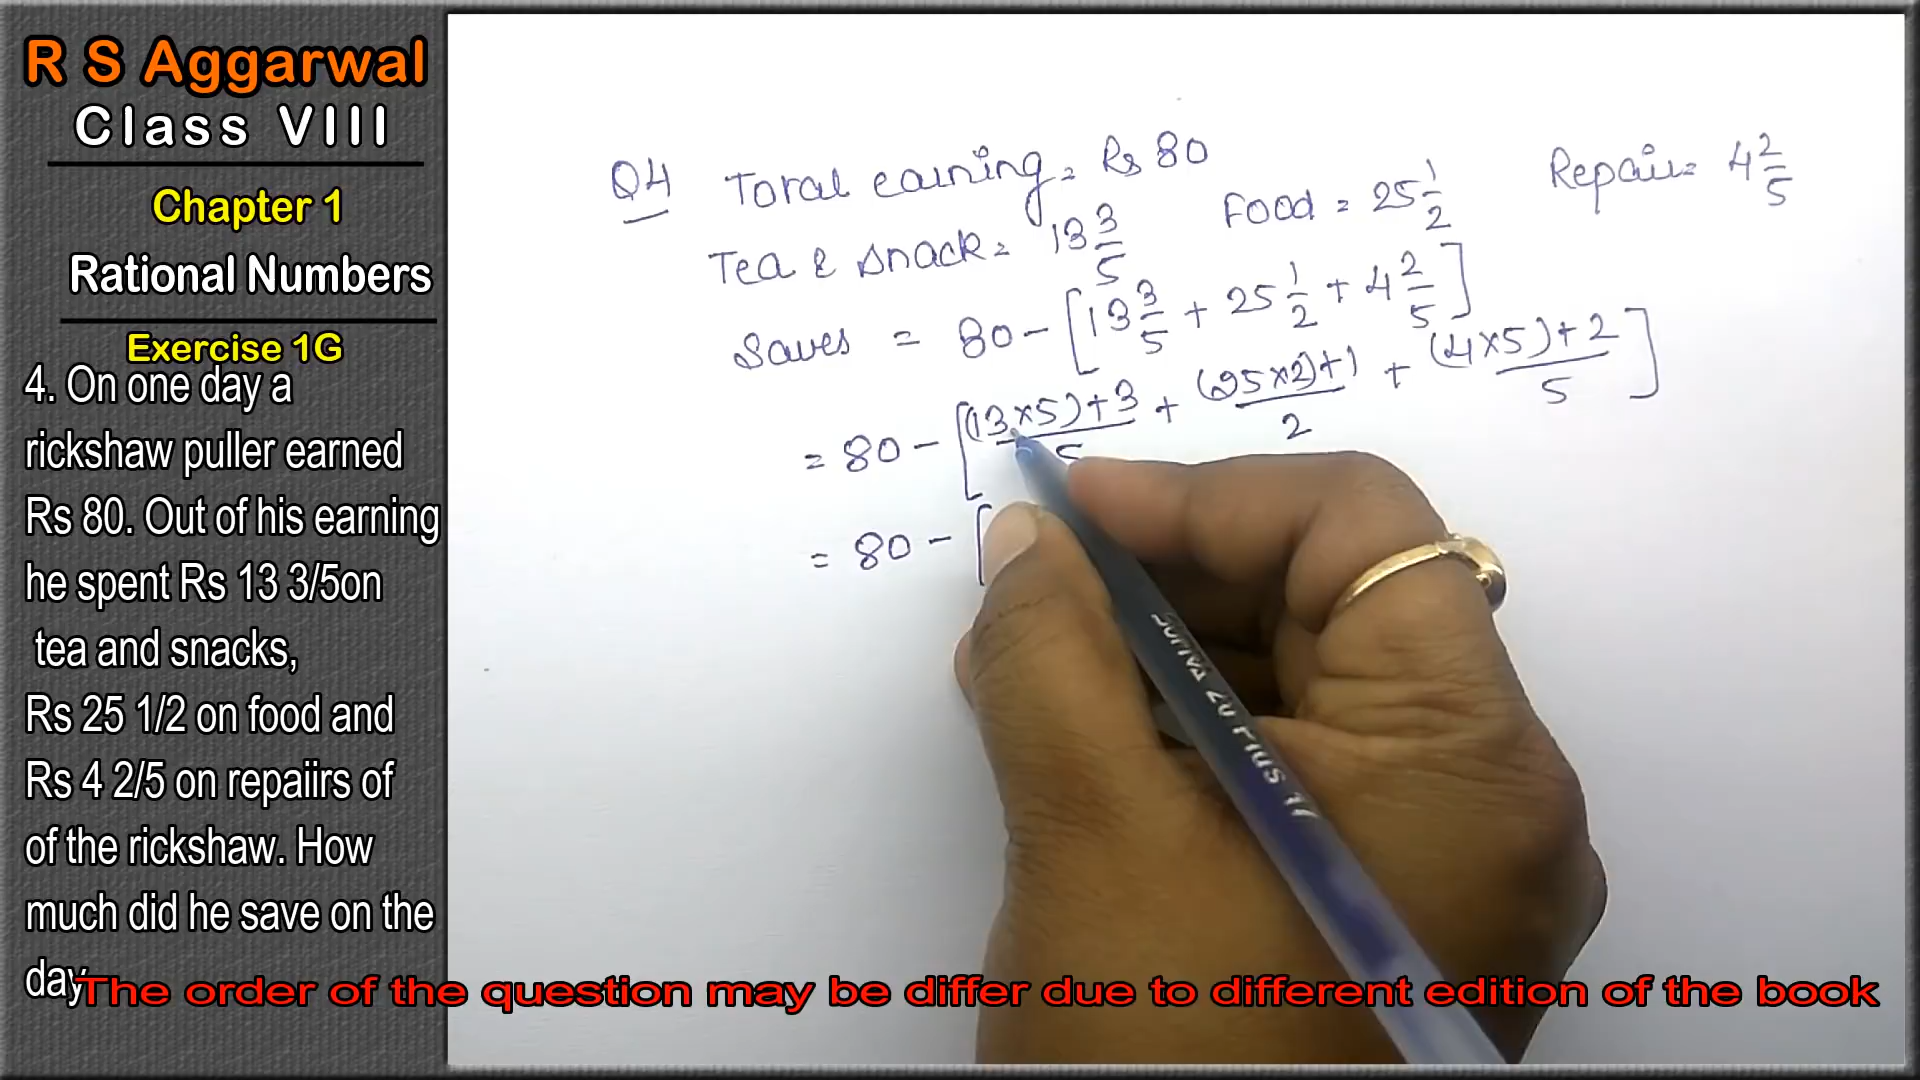 R S Aggarwal
Class VIII
Chapter 1
Rational Numbers
Exercise 1G
4. On one day a
rickshaw puller earned
Rs 80. Out of his earning
he spent Rs 13 3/5on
tea and snacks,
Rs 25 1/2 on food and
Rs 4 2/5 on repaiirs of
of the rickshaw. How
much did he save on the
day
Q4 Total earning = Rs 80
Tea & snack = 13 3/5 Food = 25 1/2 Repair = 4 2/5
Saves = 80 - [13 3/5 + 25 1/2 + 4 2/5]
= 80 - [(13×5)+3/5 + (25×2)+1/2 + (4×5)+2/5]
= 80 - [
SURYA 20 Plus 17
The order of the question may be differ due to different edition of the book